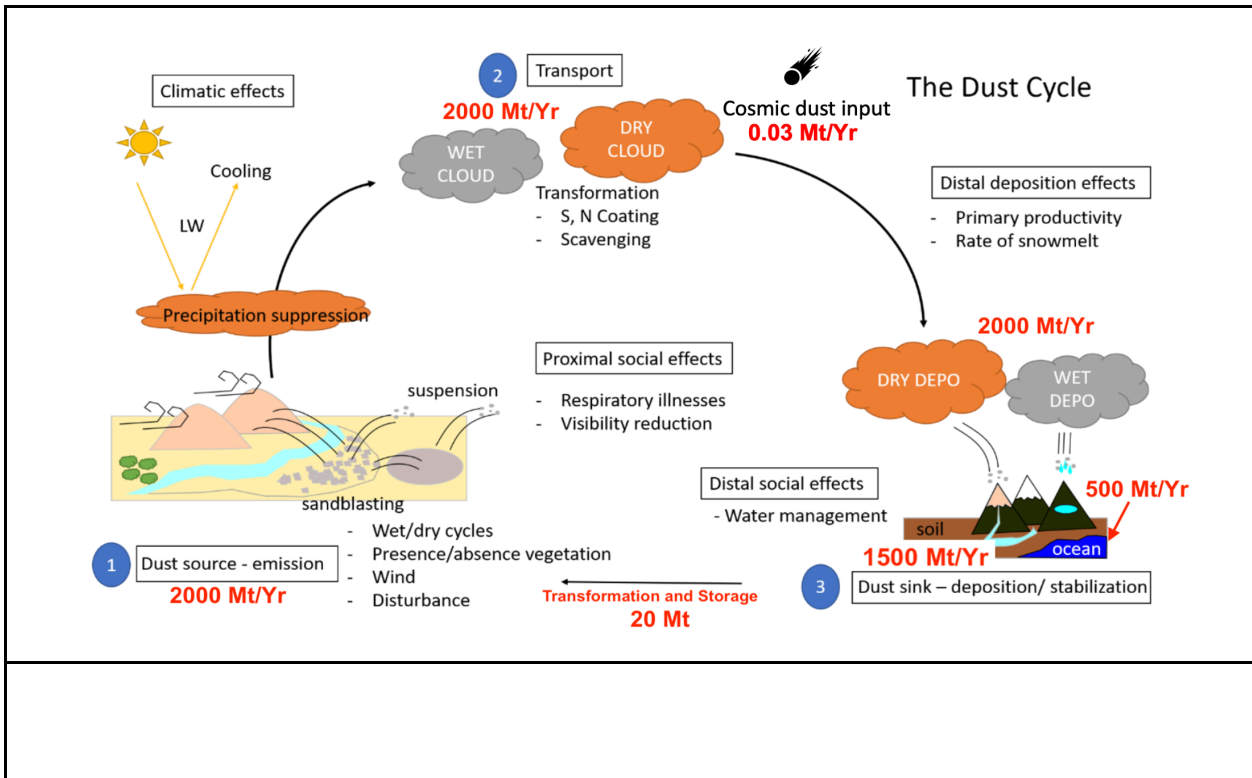 The Dust Cycle
Climatic effects
Cooling
LW
Precipitation suppression
2
Transport
2000 Mt/Yr
WET
CLOUD
DRY
CLOUD
Cosmic dust input
0.03 Mt/Yr
Transformation
- S, N Coating
- Scavenging
Distal deposition effects
- Primary productivity
- Rate of snowmelt
2000 Mt/Yr
DRY DEPO
WET
DEPO
Proximal social effects
- Respiratory illnesses
- Visibility reduction
suspension
sandblasting
- Wet/dry cycles
- Presence/absence vegetation
- Wind
- Disturbance
1
Dust source - emission
2000 Mt/Yr
Distal social effects
- Water management
soil
1500 Mt/Yr
500 Mt/Yr
ocean
3
Dust sink – deposition/ stabilization
Transformation and Storage
20 Mt